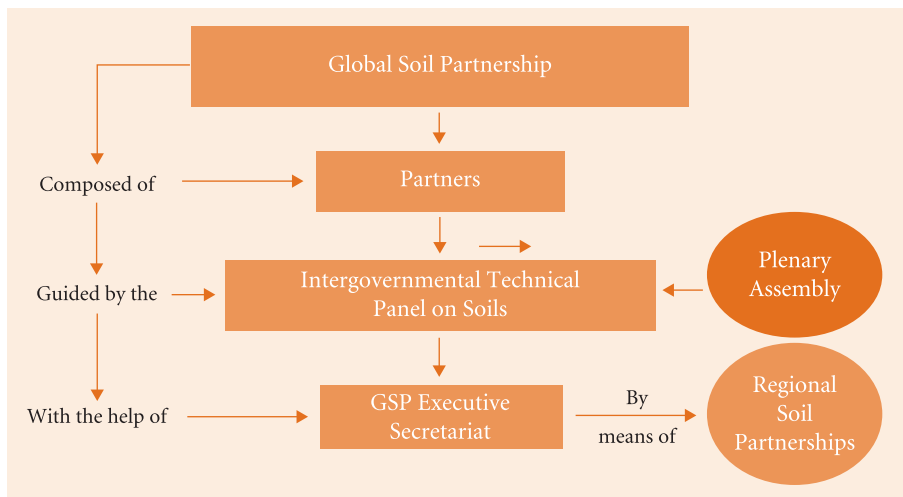 Global Soil Partnership
Composed of
Partners
Guided by the
Intergovernmental Technical
Panel on Soils
Plenary
Assembly
With the help of
GSP Executive
Secretariat
By
means of
Regional
Soil
Partnerships